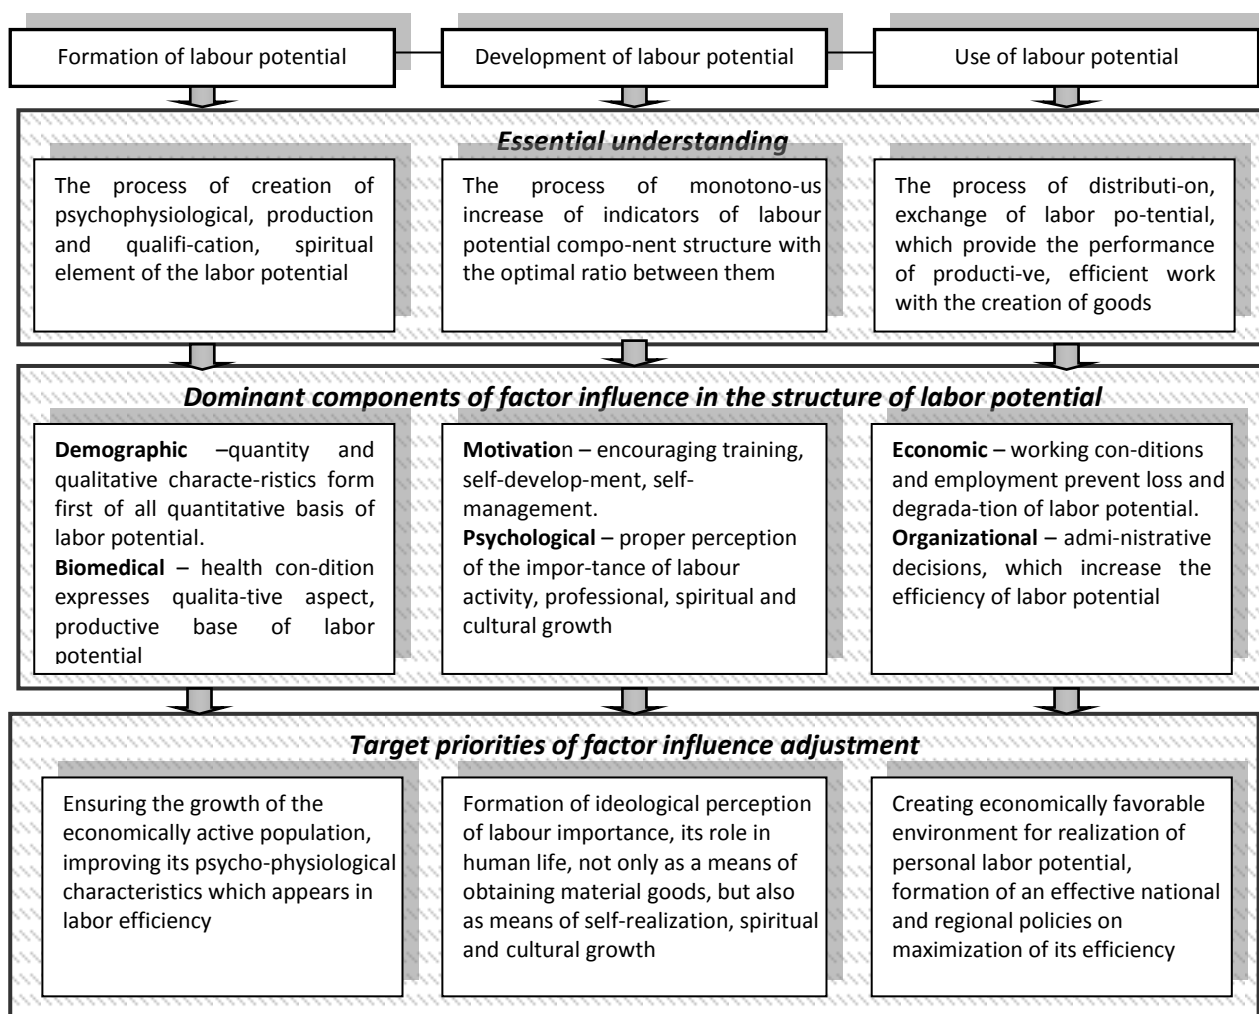 Formation of labour potential
Development of labour potential
Use of labour potential
Essential understanding
The process of creation of
psychophysiological, production
and qualifi-cation, spiritual
element of the labor potential
The process of monotono-us
increase of indicators of labour
potential compo-nent structure with
the optimal ratio between them
The process of distributi-on,
exchange of labor po-tential,
which provide the performance
of producti-ve, efficient work
with the creation of goods
Dominant components of factor influence in the structure of labor potential
Demographic –quantity and
qualitative characte-ristics form
first of all quantitative basis of
labor potential.
Biomedical – health con-dition
expresses qualita-tive aspect,
productive base of labor
potential
Motivation – encouraging training,
self-develop-ment, self-
management.
Psychological – proper perception
of the impor-tance of labour
activity, professional, spiritual and
cultural growth
Economic – working con-ditions
and employment prevent loss and
degrada-tion of labor potential.
Organizational – admi-nistrative
decisions, which increase the
efficiency of labor potential
Target priorities of factor influence adjustment
Ensuring the growth of the
economically active population,
improving its psycho-physiological
characteristics which appears in
labor efficiency
Formation of ideological perception
of labour importance, its role in
human life, not only as a means of
obtaining material goods, but also
as means of self-realization, spiritual
and cultural growth
Creating economically favorable
environment for realization of
personal labor potential,
formation of an effective national
and regional policies on
maximization of its efficiency